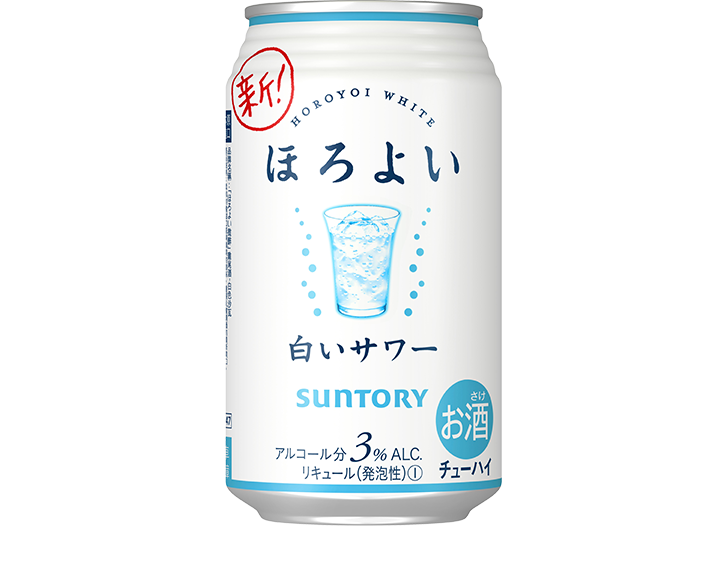 新!
HOROYOI WHITE
ほろよい
白いサワー
SUNTORY
さけ
お酒
アルコール分3%ALC.
リキュール(発泡性)①
チューハイ